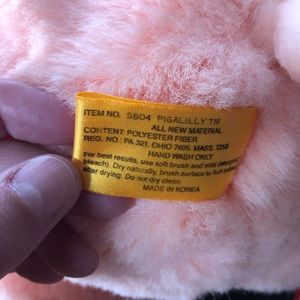 ITEM NO. 5804 PIGALILLY TM
ALL NEW MATERIAL
CONTENT: POLYESTER FIBER
REG. NO.: PA 321, OHIO 7405, MASS. T258
HAND WASH ONLY
For best results, use soft brush and mild detergent (no
bleach). Dry naturally, brush surface to fluff
after drying. Do not dry clean.
MADE IN KOREA